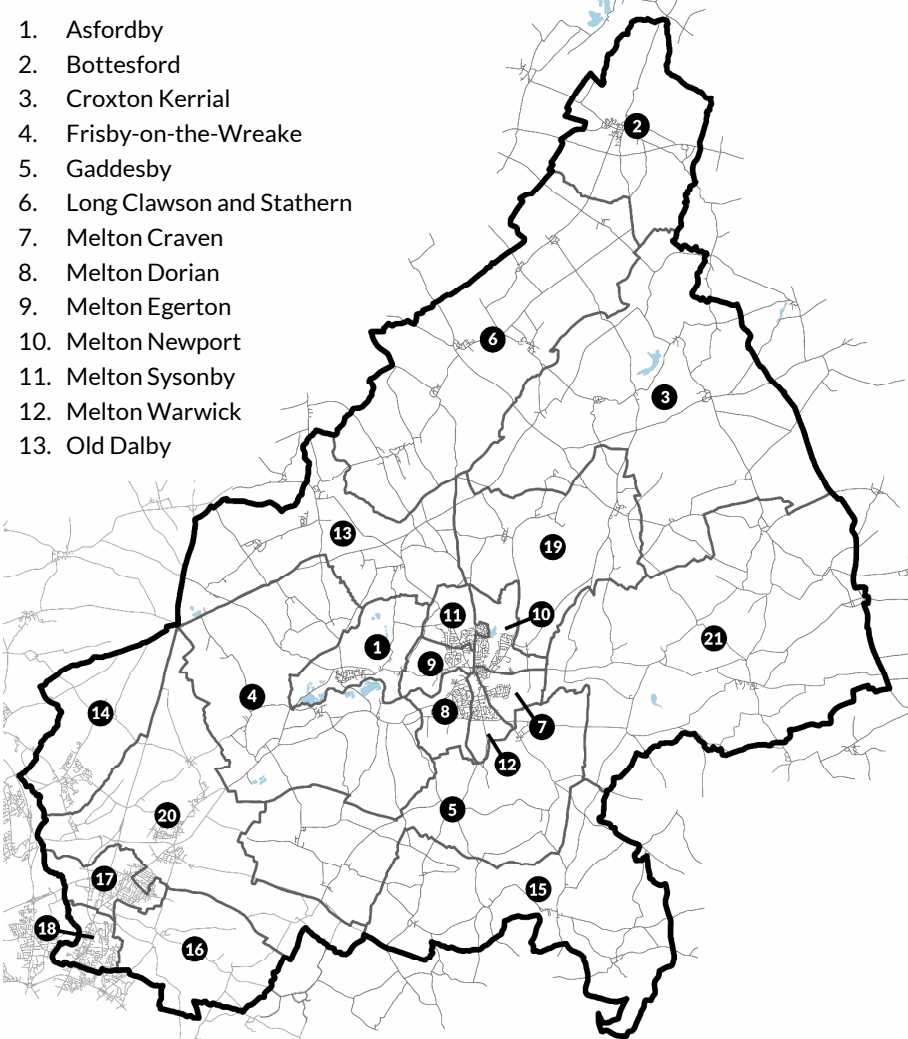 1. Asfordby
2. Bottesford
3. Croxton Kerrial
4. Frisby-on-the-Wreake
5. Gaddesby
6. Long Clawson and Stathern
7. Melton Craven
8. Melton Dorian
9. Melton Egerton
10. Melton Newport
11. Melton Sysonby
12. Melton Warwick
13. Old Dalby
2
6
3
13
19
11
10
1
21
9
4
8
14
7
12
5
20
17
15
18
16